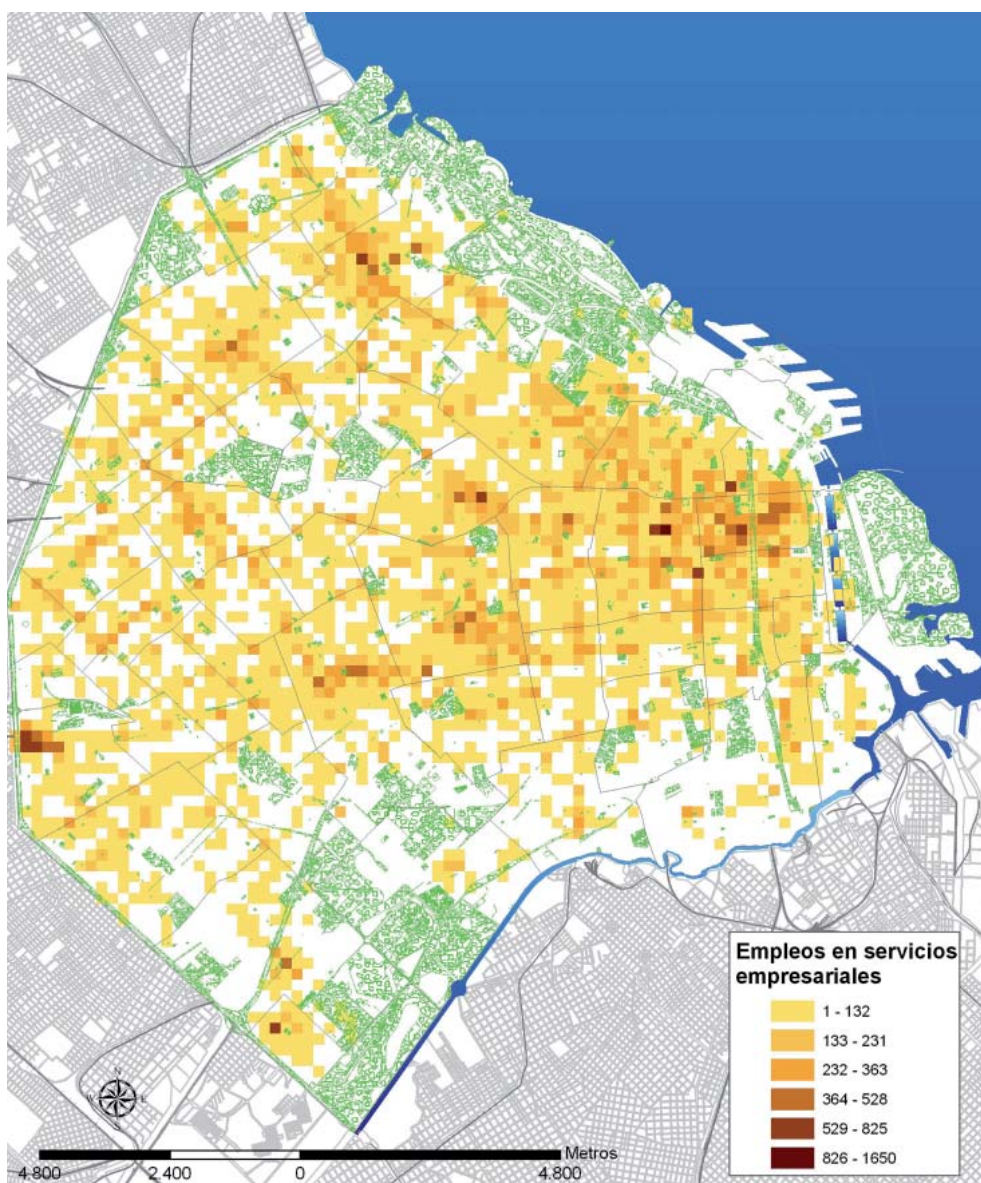 Empleos en servicios
empresariales
1 - 132
133 - 231
232 - 363
364 - 528
529 - 825
826 - 1650
N
W E
S
Metros
4.800 2.400 0 4.800